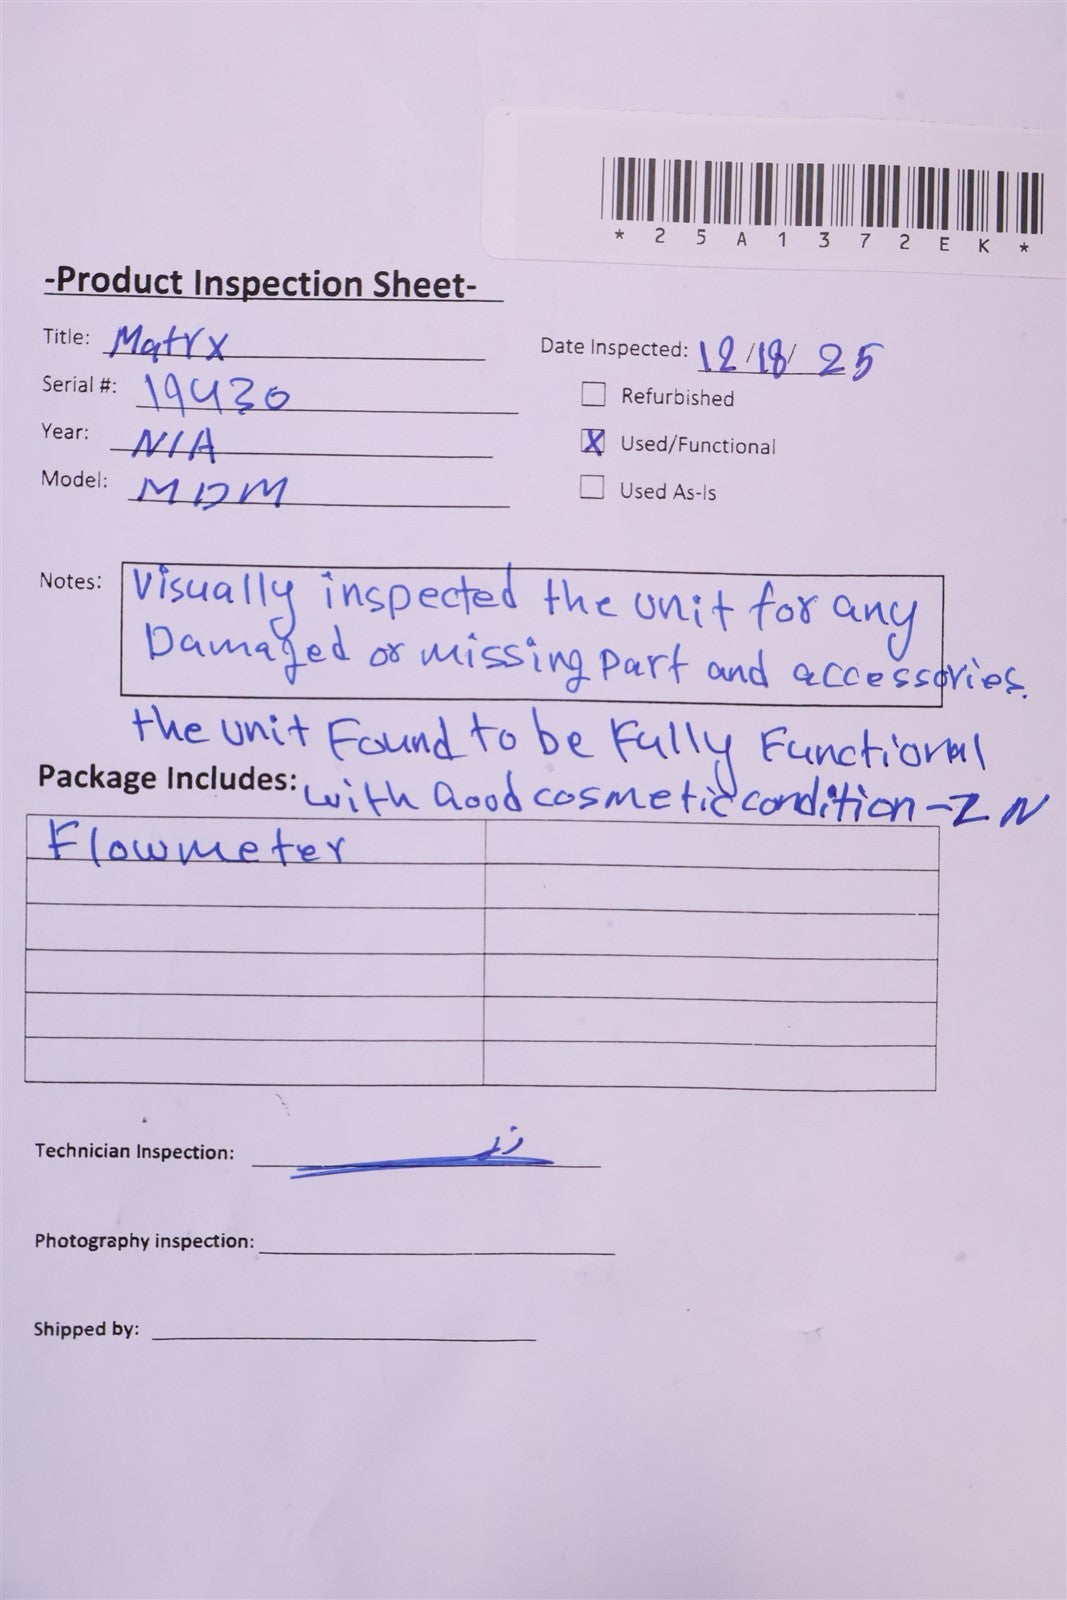 *25A1372EK*
-Product Inspection Sheet-
Title: Matrx
Date Inspected: 12/18/ 25
Serial #: 19430
Refurbished
Year: N/A
X Used/Functional
Model: MDM
Used As-Is
Notes: Visually inspected the unit for any
Damaged or missing part and accessories.
the unit Found to be Fully Functional
Package Includes: with Good cosmetic condition - Z N
Flowmeter
Technician Inspection:
Photography inspection:
Shipped by: